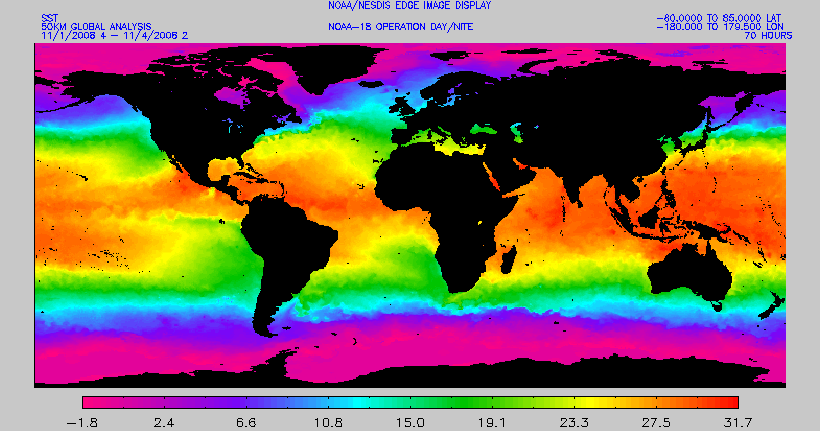 NOAA/NESDIS EDGE IMAGE DISPLAY
SST
50KM GLOBAL ANALYSIS
11/1/2008 4 - 11/4/2008 2
NOAA-18 OPERATION DAY/NITE
-80.0000 TO 85.0000 LAT
-180.000 TO 179.500 LON
70 HOURS
-1.8 2.4 6.6 10.8 15.0 19.1 23.3 27.5 31.7